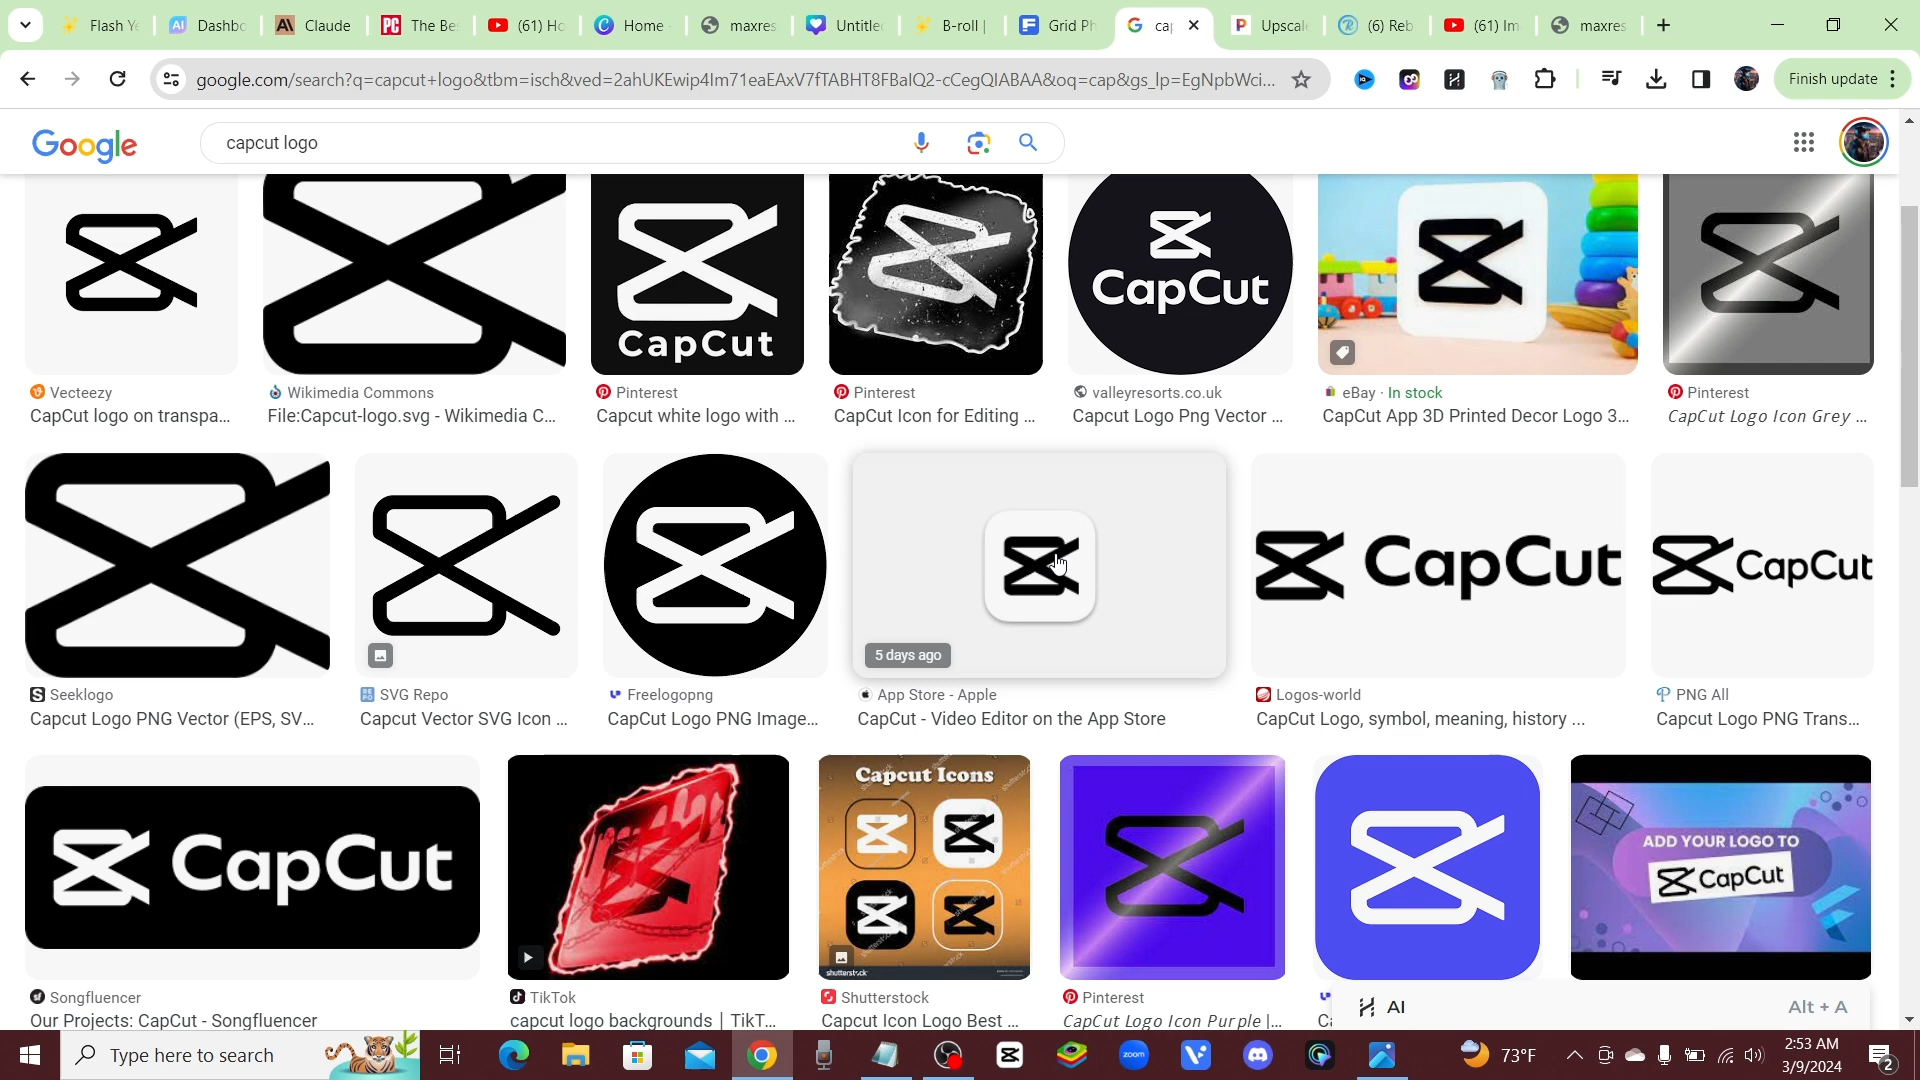 Flash Ye
Dashbo
Claude
The Be
(61) Ho
Home
maxres
Untitle
B-roll |
Grid Ph
ca
Upscal
(6) Reb
(61) Im
maxres
google.com/search?q=capcut+logo&tbm=isch&ved=2ahUKEwip4Im71eaEAxV7fTABHT8FBaIQ2-cCegQIABAA&oq=cap&gs_lp=EgNpbWci...
Finish update
Google
capcut logo
CapCut
CapCut
Vecteezy
CapCut logo on transpa...
Wikimedia Commons
File:Capcut-logo.svg - Wikimedia C...
Pinterest
Capcut white logo with ...
Pinterest
CapCut Icon for Editing ...
valleyresorts.co.uk
Capcut Logo Png Vector ...
eBay · In stock
CapCut App 3D Printed Decor Logo 3...
Pinterest
CapCut Logo Icon Grey ...
CapCut
CapCut
5 days ago
Seeklogo
Capcut Logo PNG Vector (EPS, SV...
SVG Repo
Capcut Vector SVG Icon ...
Freelogopng
CapCut Logo PNG Image...
App Store - Apple
CapCut - Video Editor on the App Store
Logos-world
CapCut Logo, symbol, meaning, history ...
PNG All
Capcut Logo PNG Trans...
CapCut
Capcut Icons
shutterstock
ADD YOUR LOGO TO
CapCut
Songfluencer
Our Projects: CapCut - Songfluencer
TikTok
capcut logo backgrounds | TikT...
Shutterstock
Capcut Icon Logo Best ...
Pinterest
CapCut Logo Icon Purple |...
AI
Alt + A
Type here to search
zoom
73°F
2:53 AM
3/9/2024
2